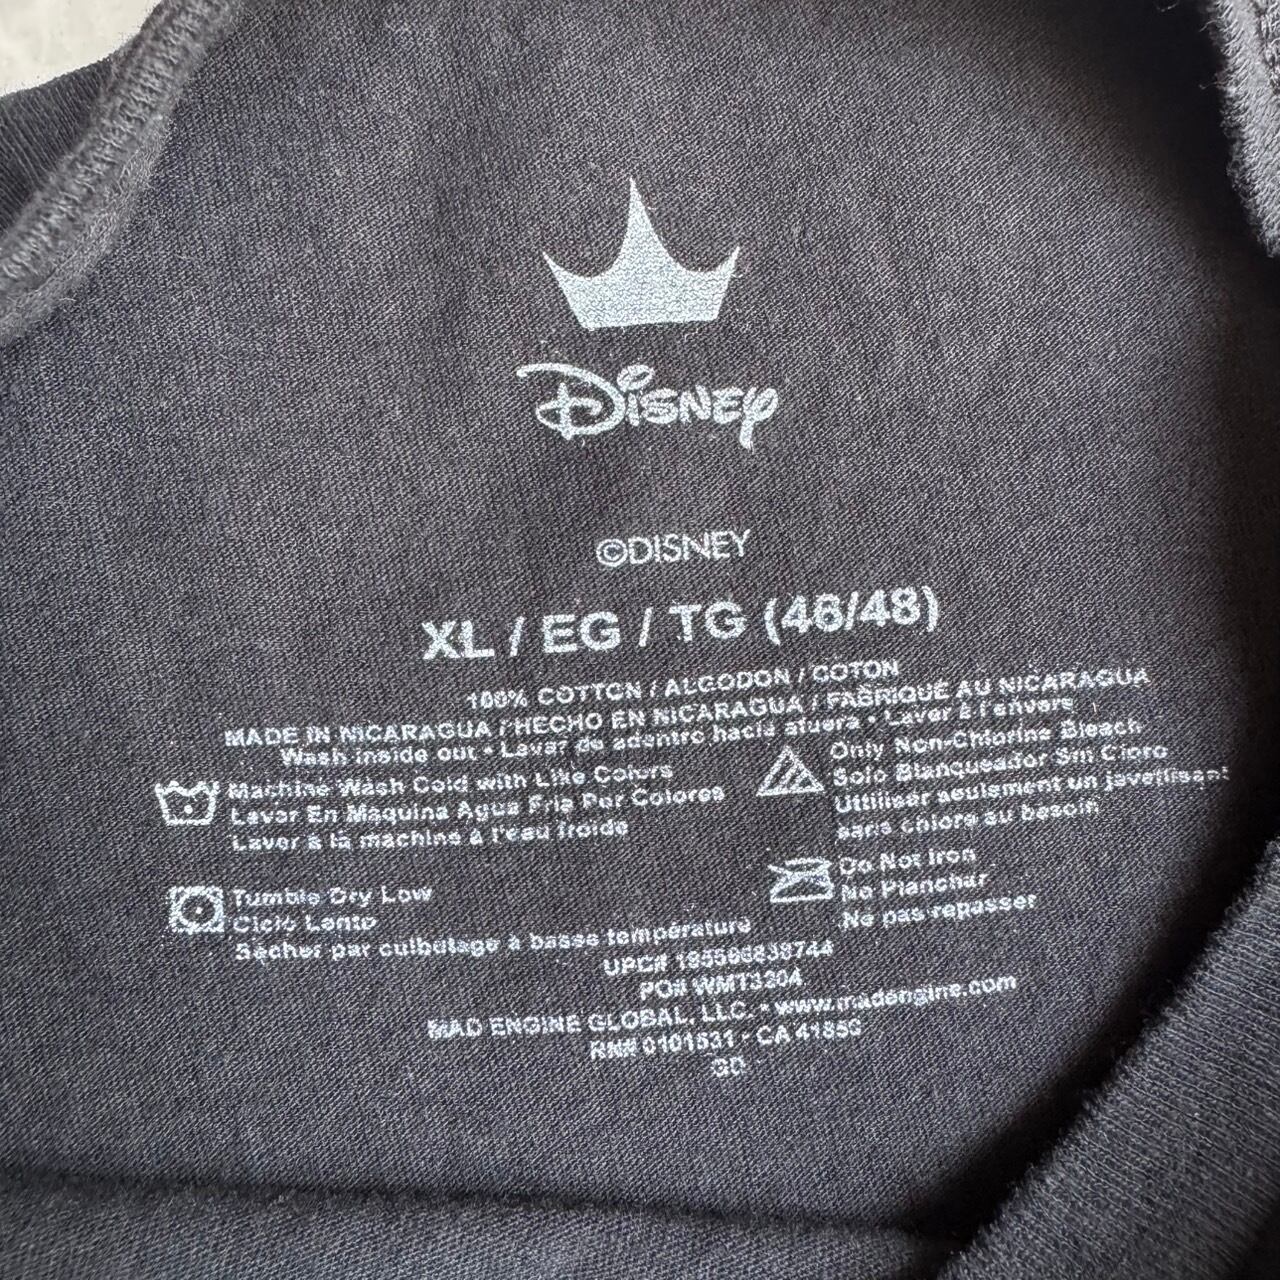 Disney
©DISNEY
XL / EG / TG (46/48)
100% COTTON / ALGODON / COTON
MADE IN NICARAGUA / HECHO EN NICARAGUA / FABRIQUÉ AU NICARAGUA
Wash inside out • Lavar de adentro hacia afuera • Laver à l'envers
Machine Wash Cold with Like Colors
Lavar En Maquina Agua Fria Por Colores
Laver à la machine à l'eau froide
Only Non-Chlorine Bleach
Solo Blanqueador Sin Cloro
Utiliser seulement un javellisant
sans chlore au besoin
Tumble Dry Low
Ciclo Lento
Sécher par culbutage à basse température
Do Not Iron
No Planchar
Ne pas repasser
UPC#
PO# WMT3204
MAD ENGINE GLOBAL, LLC. • www.madengine.com
RN# 0101531 • CA 41853